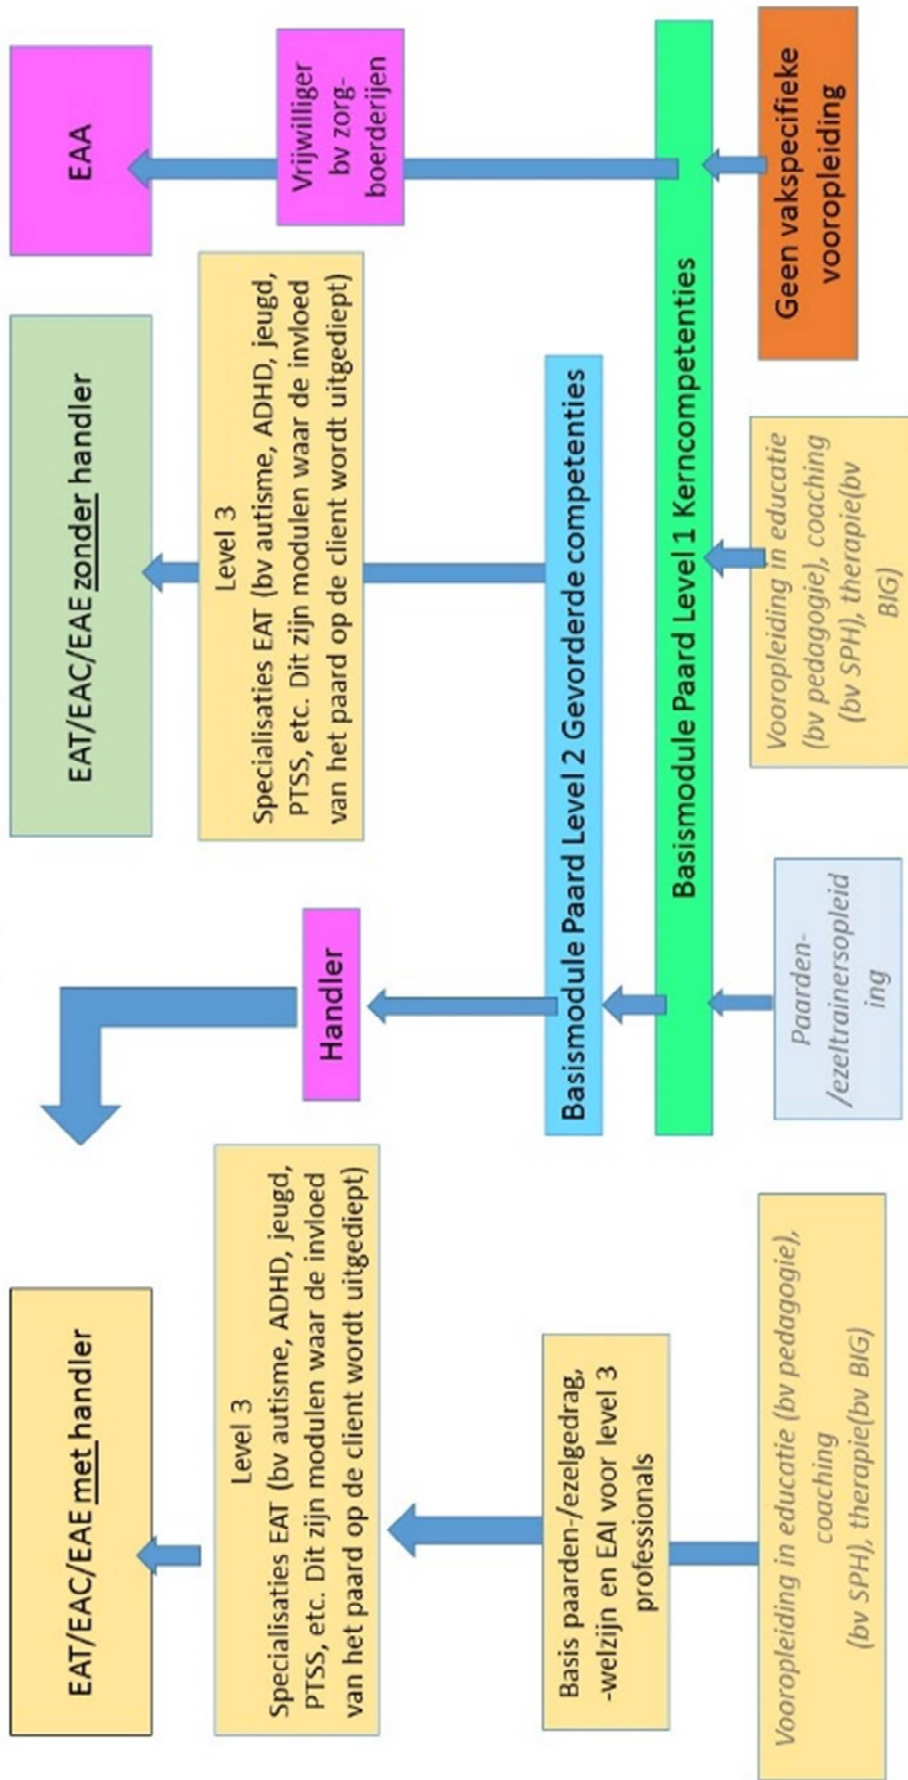 EAT/EAC/EAE met handler
EAT/EAC/EAE zonder handler
EAA
Level 3
Specialisaties EAT (bv autisme, ADHD, jeugd,
PTSS, etc. Dit zijn modulen waar de invloed
van het paard op de client wordt uitgediept)
Handler
Level 3
Specialisaties EAT (bv autisme, ADHD, jeugd,
PTSS, etc. Dit zijn modulen waar de invloed
van het paard op de client wordt uitgediept)
Vrijwilliger
bv zorg-
boerderijen
Basis paarden-/ezelgedrag,
-welzijn en EAI voor level 3
professionals
Basismodule Paard Level 2 Gevorderde competenties
Basismodule Paard Level 1 Kerncompetenties
Vooropleiding in educatie (bv pedagogie),
coaching
(bv SPH), therapie(bv BIG)
Paarden-
/ezeltrainersopleid
ing
Vooropleiding in educatie
(bv pedagogie), coaching
(bv SPH), therapie(bv
BIG)
Geen vakspecifieke
vooropleiding